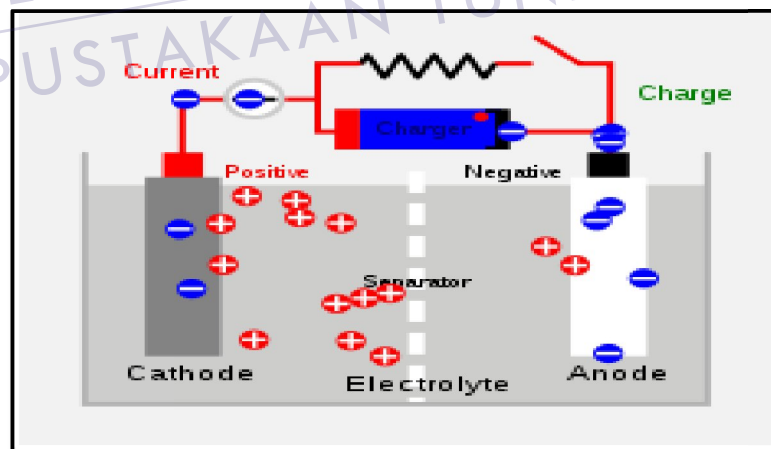 PUSTAKAAN
Current
Charge
Charger
Positive
Negative
Separator
Cathode
Electrolyte
Anode